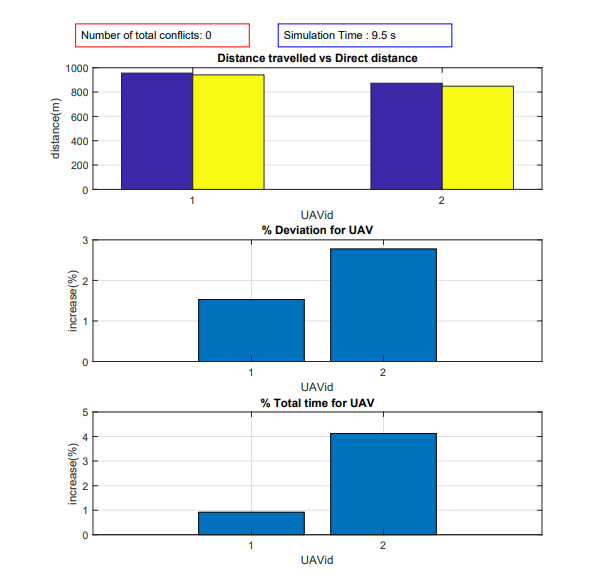 Number of total conflicts: 0
Simulation Time : 9.5 s
Distance travelled vs Direct distance
1000
800
600
400
200
0
distance(m)
1 2
UAVid
% Deviation for UAV
3
2
1
0
increase(%)
1 2
UAVid
% Total time for UAV
5
4
3
2
1
0
increase(%)
1 2
UAVid